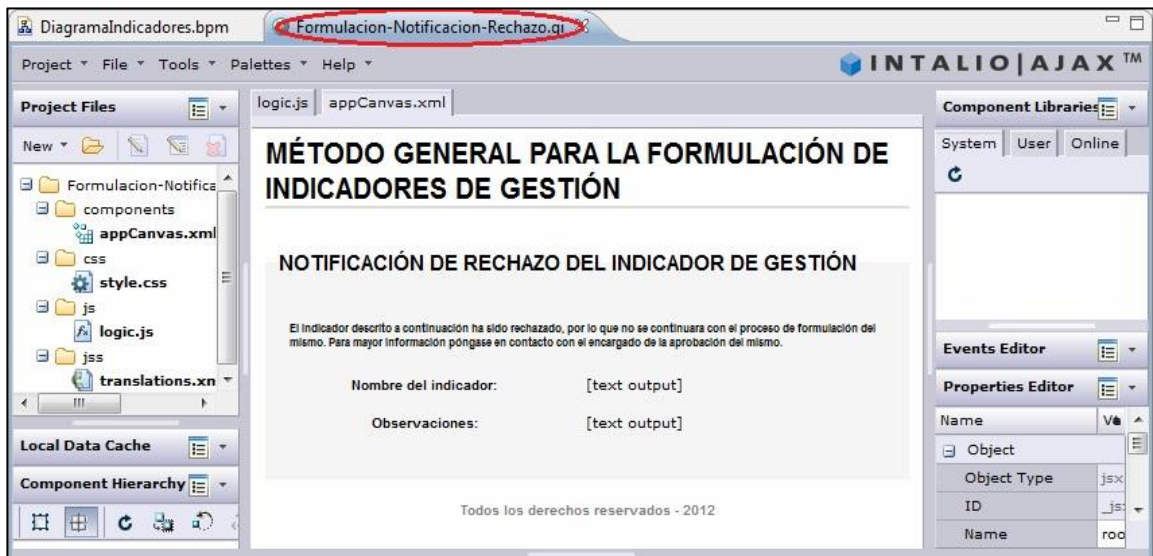 DiagramaIndicadores.bpm
Formulacion-Notificacion-Rechazo.gi
Project File Tools Palettes Help
INTALIO|AJAX ™
Project Files
New
Formulacion-Notifica
components
appCanvas.xml
css
style.css
js
logic.js
jss
translations.xn
Local Data Cache
Component Hierarchy
logic.js
appCanvas.xml
MÉTODO GENERAL PARA LA FORMULACIÓN DE
INDICADORES DE GESTIÓN
NOTIFICACIÓN DE RECHAZO DEL INDICADOR DE GESTIÓN
El indicador descrito a continuación ha sido rechazado, por lo que no se continuara con el proceso de formulación del
mismo. Para mayor información póngase en contacto con el encargado de la aprobación del mismo.
Nombre del indicador: [text output]
Observaciones: [text output]
Todos los derechos reservados - 2012
Component Libraries
System User Online
Events Editor
Properties Editor
Name
Object
Object Type jsx
ID _js
Name roo